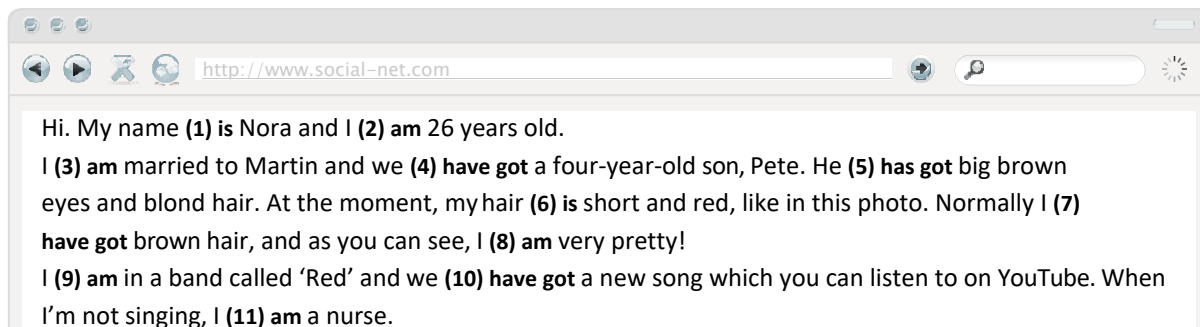 http://www.social-net.com
Hi. My name (1) is Nora and I (2) am 26 years old.
I (3) am married to Martin and we (4) have got a four-year-old son, Pete. He (5) has got big brown
eyes and blond hair. At the moment, my hair (6) is short and red, like in this photo. Normally I (7)
have got brown hair, and as you can see, I (8) am very pretty!
I (9) am in a band called ‘Red’ and we (10) have got a new song which you can listen to on YouTube. When
I’m not singing, I (11) am a nurse.